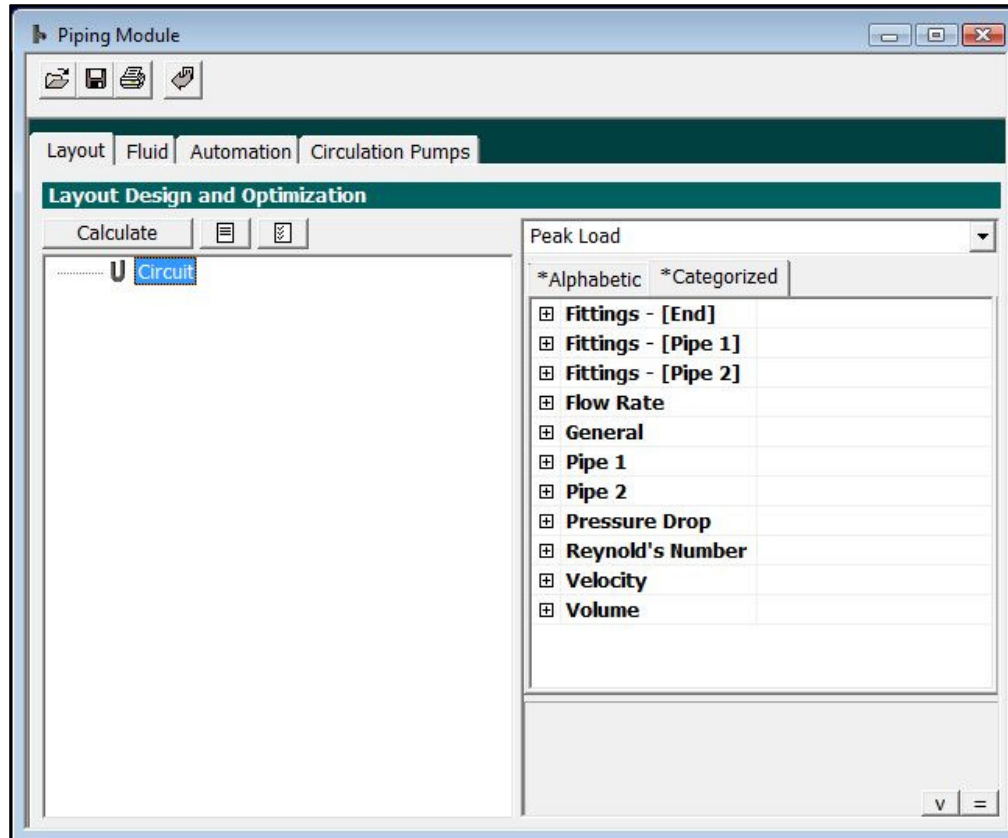 Piping Module
Layout Fluid Automation Circulation Pumps
Layout Design and Optimization
Calculate
Circuit
Peak Load
*Alphabetic *Categorized
Fittings - [End]
Fittings - [Pipe 1]
Fittings - [Pipe 2]
Flow Rate
General
Pipe 1
Pipe 2
Pressure Drop
Reynold's Number
Velocity
Volume
v =